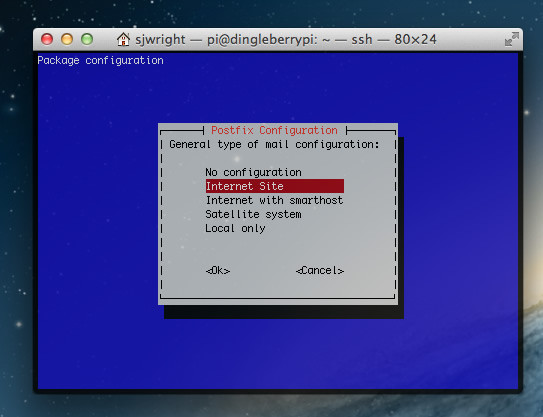 sjwright — pi@dingleberrypi: ~ — ssh — 80×24
Package configuration
Postfix Configuration
General type of mail configuration:
No configuration
Internet Site
Internet with smarthost
Satellite system
Local only
<Ok> <Cancel>